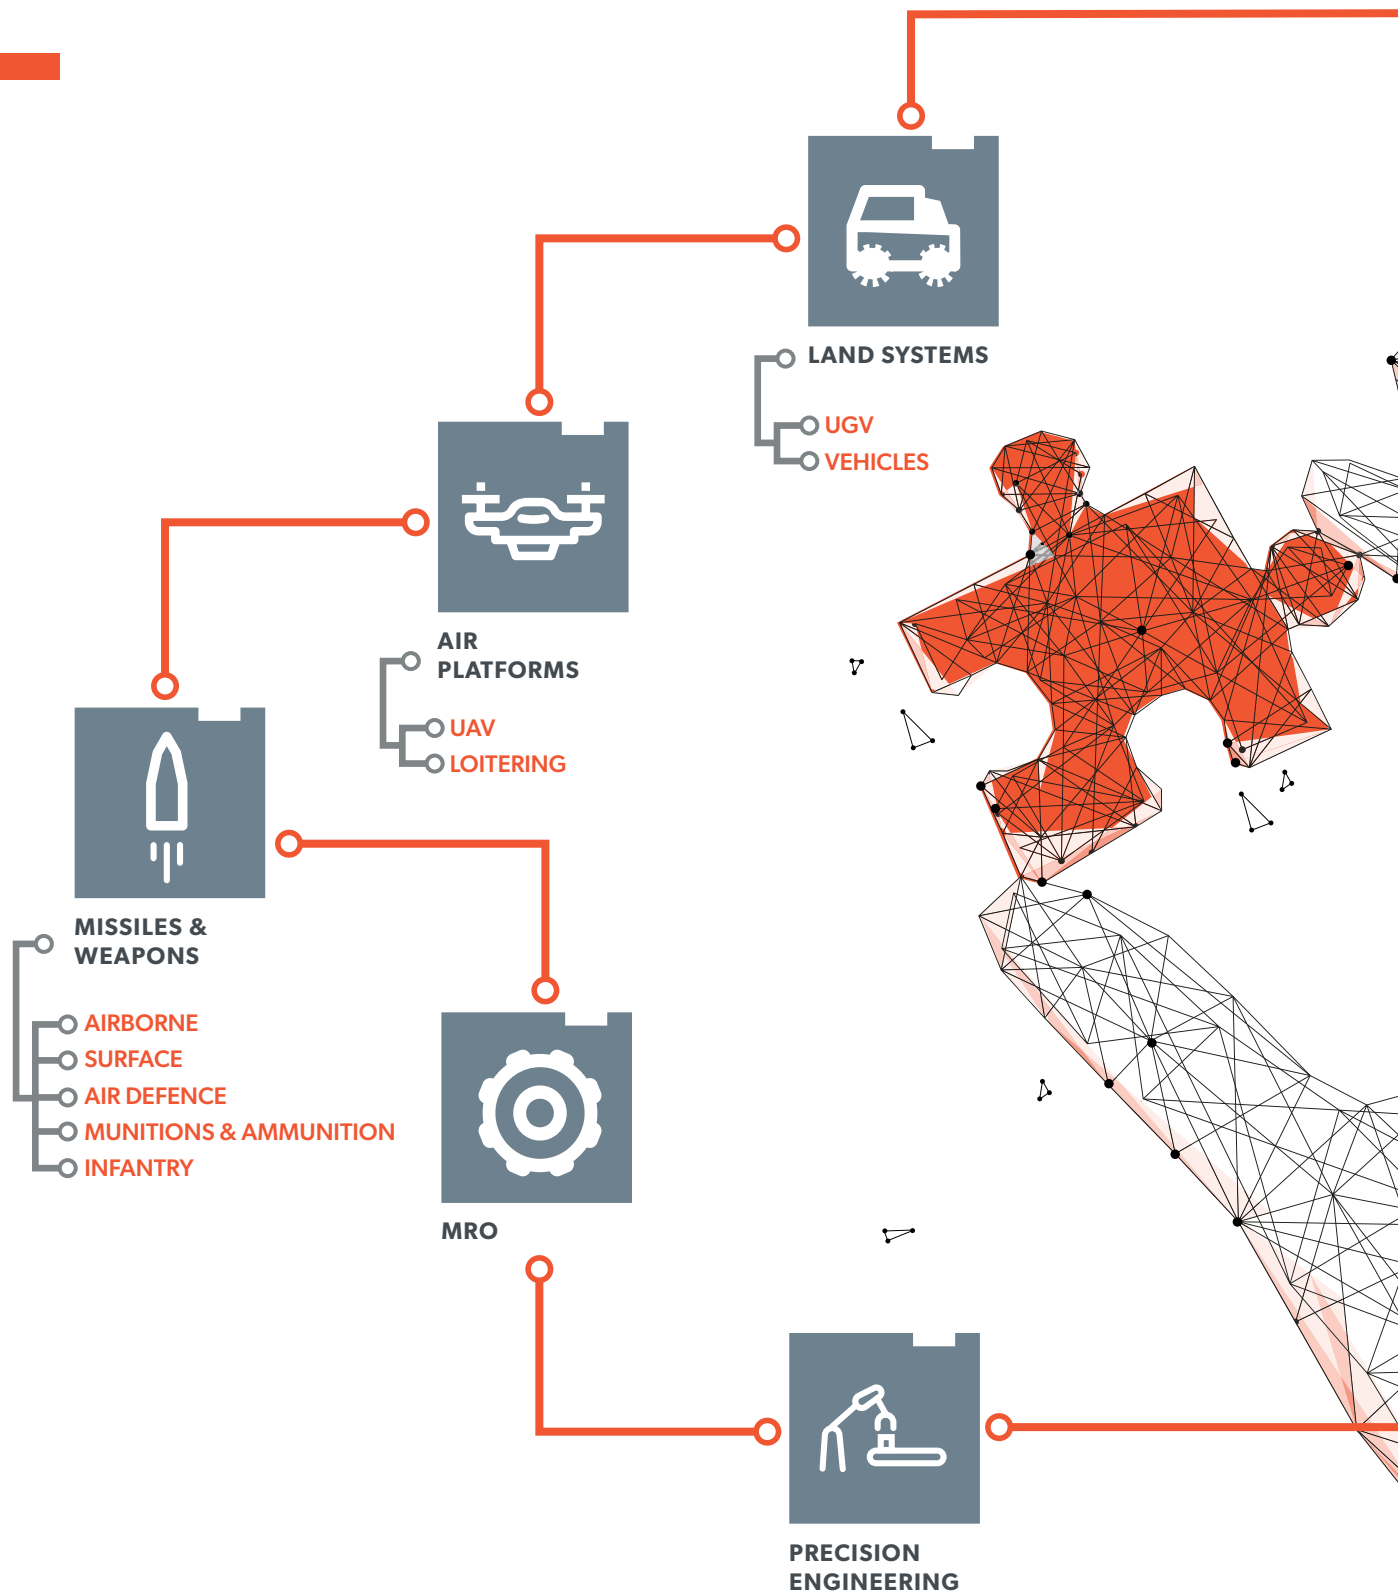 LAND SYSTEMS
UGV
VEHICLES
AIR
PLATFORMS
UAV
LOITERING
MISSILES &
WEAPONS
AIRBORNE
SURFACE
AIR DEFENCE
MUNITIONS & AMMUNITION
INFANTRY
MRO
PRECISION
ENGINEERING